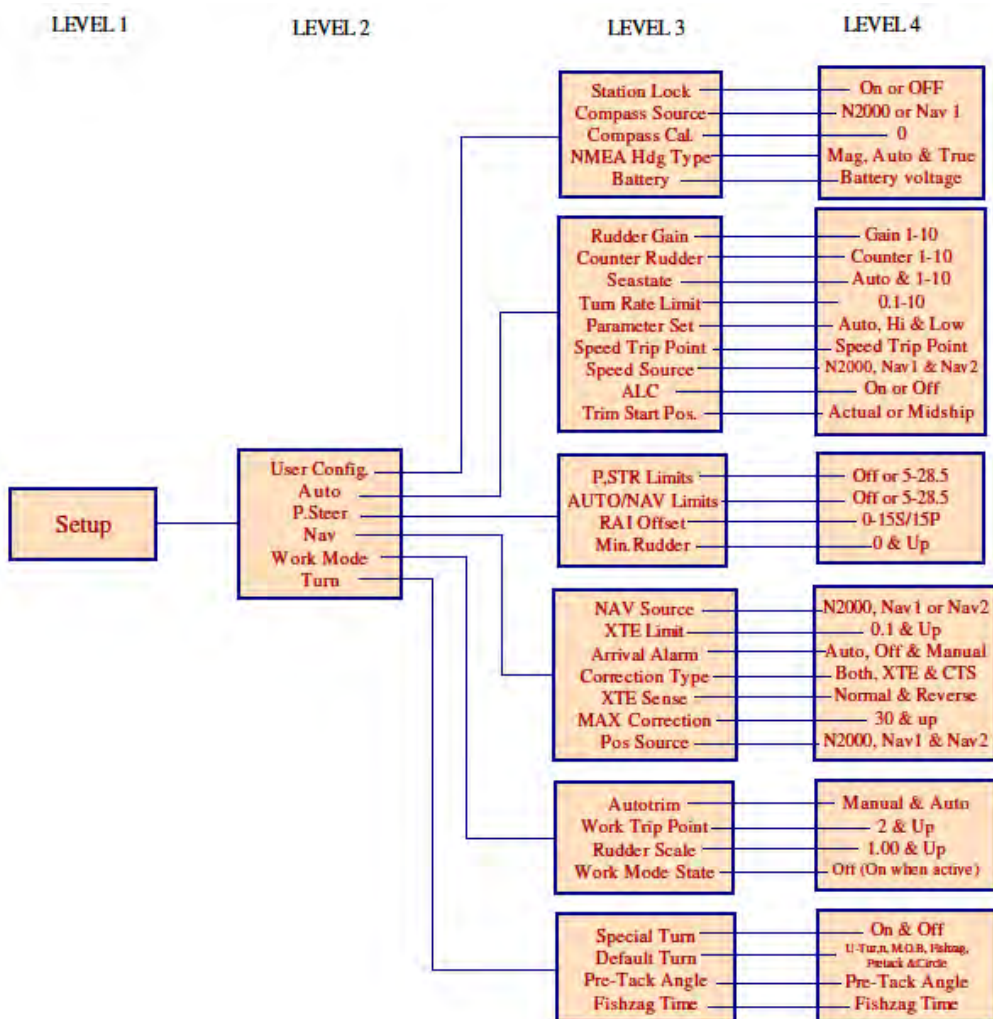 LEVEL 1
LEVEL 2
LEVEL 3
LEVEL 4
Setup
User Config.
Auto
P.Steer
Nav
Work Mode
Turn
Station Lock
On or OFF
Compass Source
N2000 or Nav 1
Compass Cal.
0
NMEA Hdg Type
Mag, Auto & True
Battery
Battery voltage
Rudder Gain
Gain 1-10
Counter Rudder
Counter 1-10
Seastate
Auto & 1-10
Turn Rate Limit
0.1-10
Parameter Set
Auto, Hi & Low
Speed Trip Point
Speed Trip Point
Speed Source
N2000, Nav1 & Nav2
ALC
On or Off
Trim Start Pos.
Actual or Midship
P,STR Limits
Off or 5-28.5
AUTO/NAV Limits
Off or 5-28.5
RAI Offset
0-15S/15P
Min.Rudder
0 & Up
NAV Source
N2000, Nav1 or Nav2
XTE Limit
0.1 & Up
Arrival Alarm
Auto, Off & Manual
Correction Type
Both, XTE & CTS
XTE Sense
Normal & Reverse
MAX Correction
30 & up
Pos Source
N2000, Nav1 & Nav2
Autotrim
Manual & Auto
Work Trip Point
2 & Up
Rudder Scale
1.00 & Up
Work Mode State
Off (On when active)
Special Turn
On & Off
Default Turn
U-Tur,n, M.O.B, Fishzag,
Pretack &Circle
Pre-Tack Angle
Pre-Tack Angle
Fishzag Time
Fishzag Time